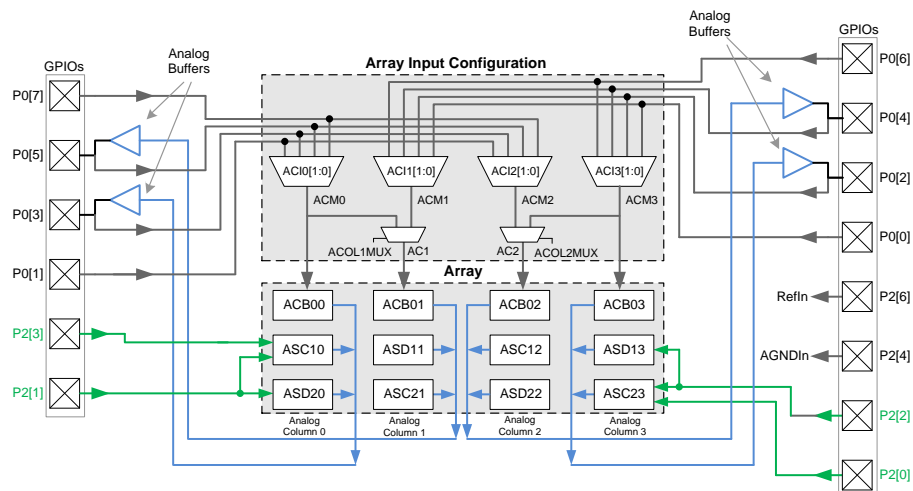 Analog
Buffers
GPIOs
P0[7]
P0[5]
P0[3]
P0[1]
P2[3]
P2[1]
Array Input Configuration
ACI0[1:0]
ACI1[1:0]
ACI2[1:0]
ACI3[1:0]
ACM0
ACM1
ACM2
ACM3
ACOL1MUX
AC1
AC2
ACOL2MUX
Array
ACB00
ACB01
ACB02
ACB03
ASC10
ASD11
ASC12
ASD13
ASD20
ASC21
ASD22
ASC23
Analog
Column 0
Analog
Column 1
Analog
Column 2
Analog
Column 3
Analog
Buffers
GPIOs
P0[6]
P0[4]
P0[2]
P0[0]
RefIn
P2[6]
AGNDIn
P2[4]
P2[2]
P2[0]